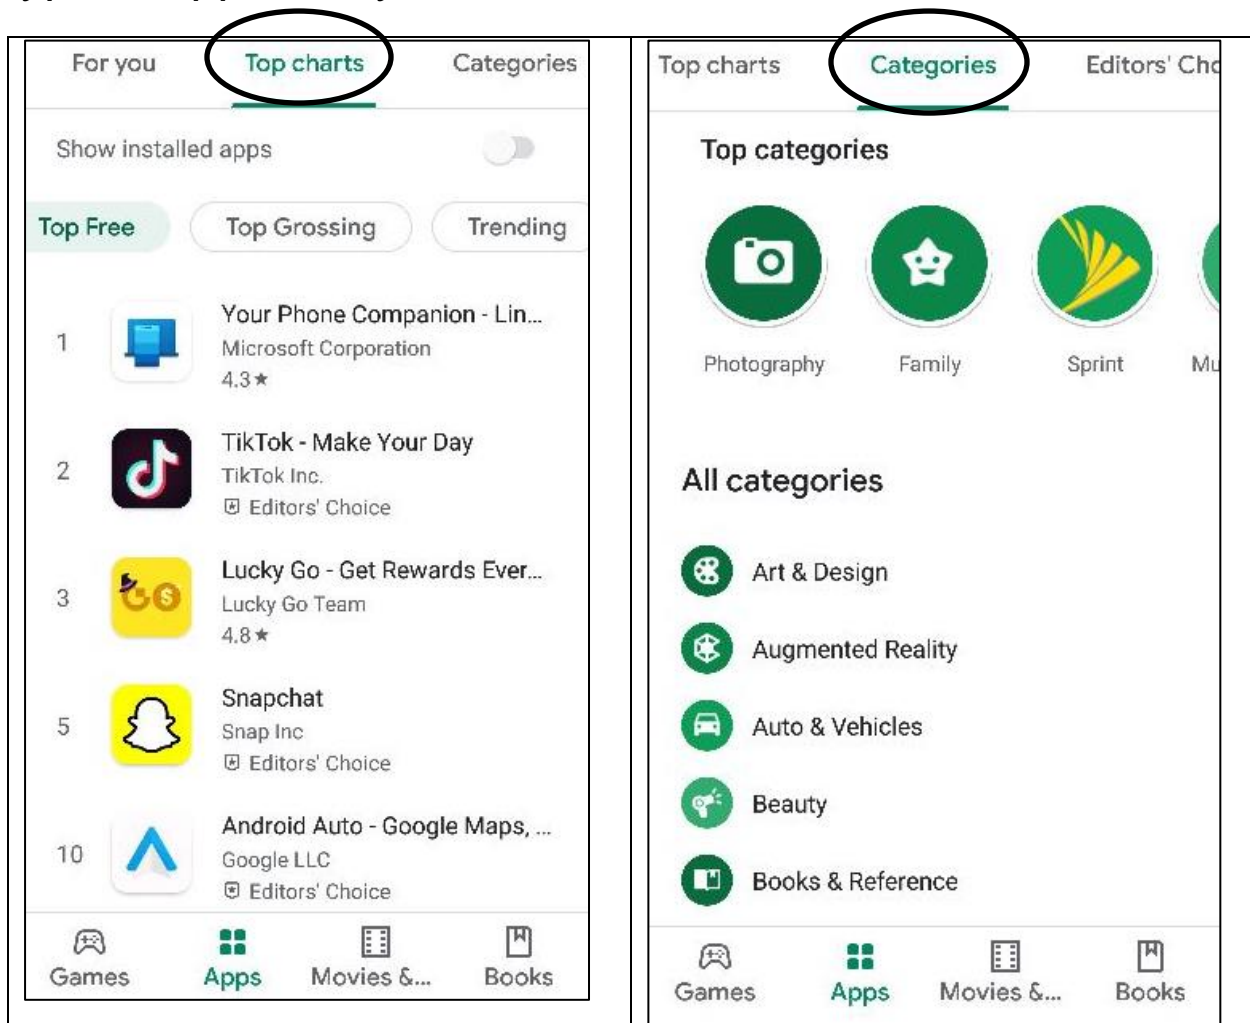 For you Top charts Categories
Show installed apps
Top Free Top Grossing Trending
1
Your Phone Companion - Lin...
Microsoft Corporation
4.3★
2
TikTok - Make Your Day
TikTok Inc.
Editors' Choice
3
Lucky Go - Get Rewards Ever...
Lucky Go Team
4.8★
5
Snapchat
Snap Inc
Editors' Choice
10
Android Auto - Google Maps, ...
Google LLC
Editors' Choice
Games Apps Movies &... Books
Top charts Categories Editors' Cho
Top categories
Photography Family Sprint Mu
All categories
Art & Design
Augmented Reality
Auto & Vehicles
Beauty
Books & Reference
Games Apps Movies &... Books